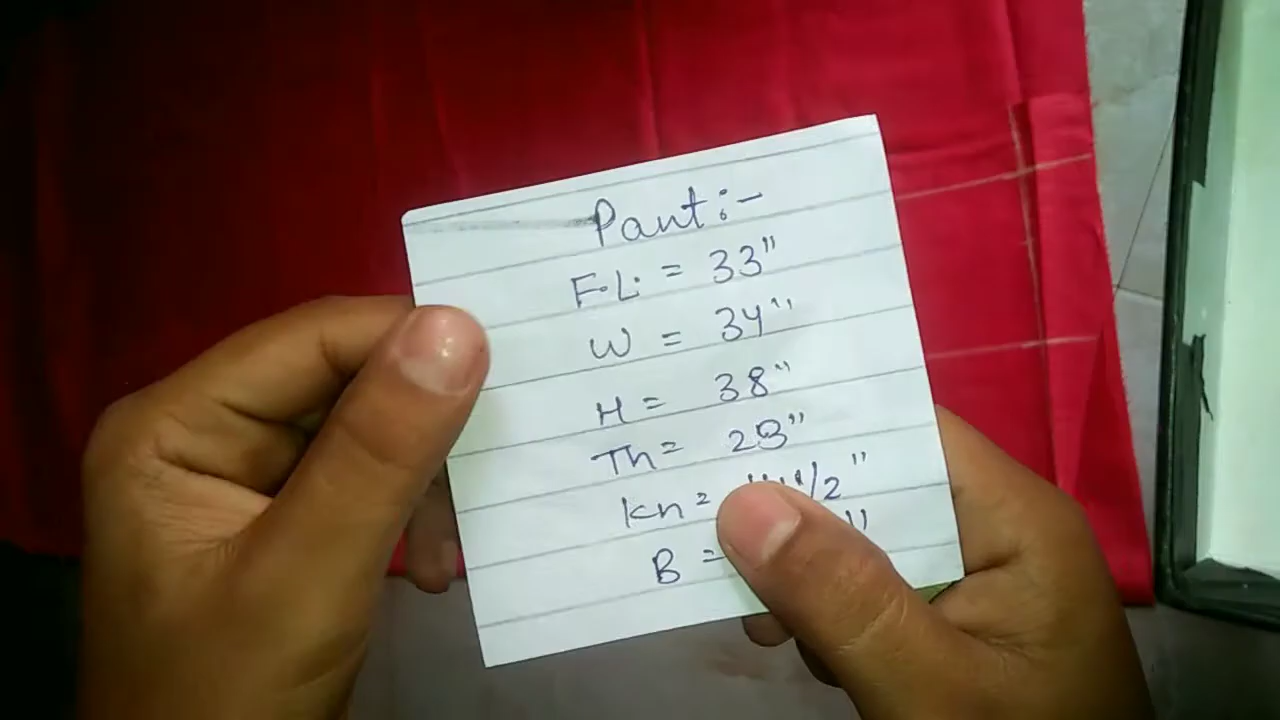 Pant:-
F.L. = 33"
W = 34"
H = 38"
Th = 23"
kn =
B =